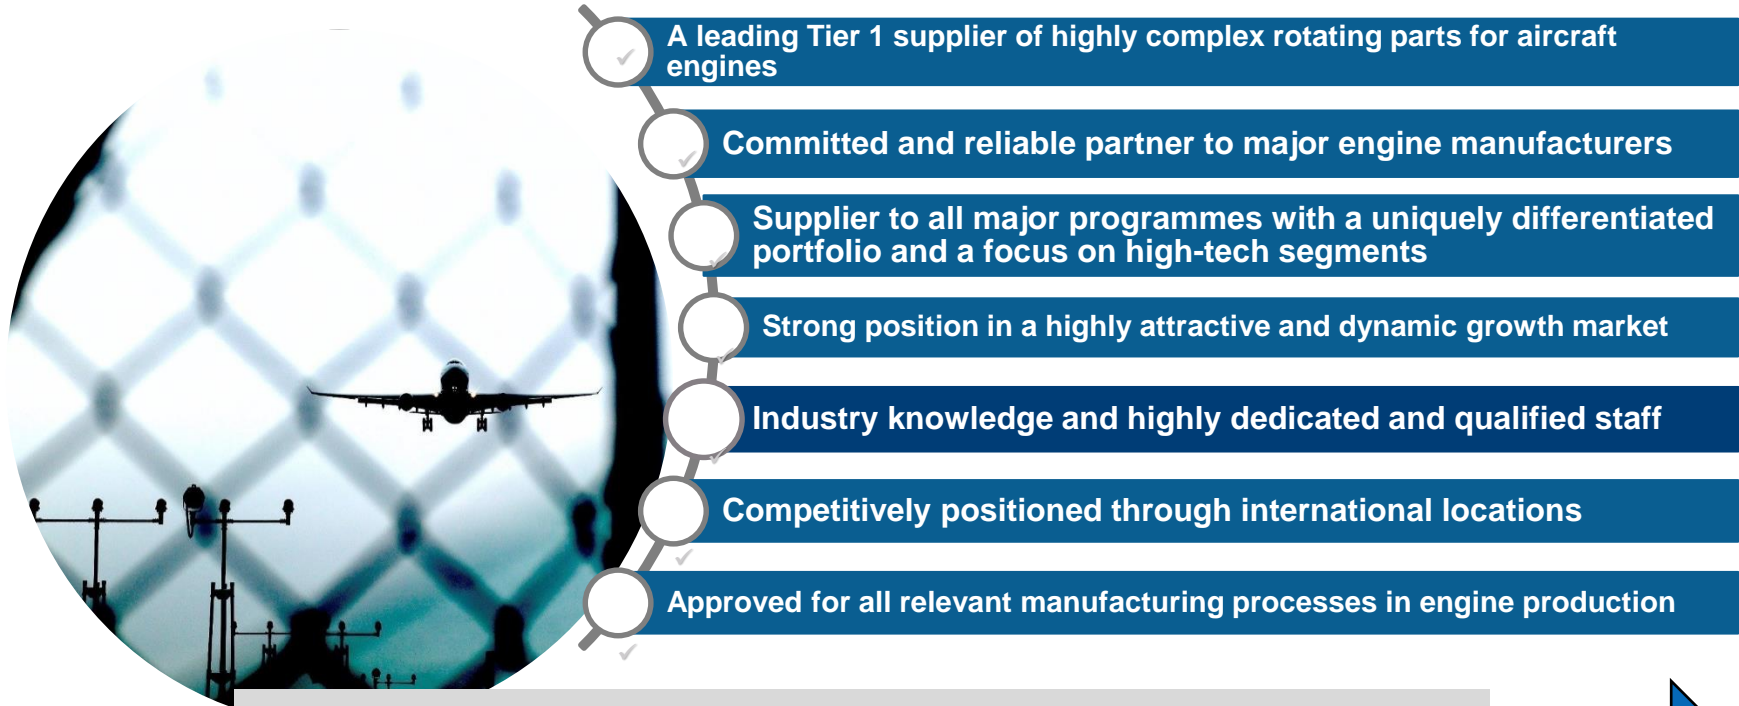 A leading Tier 1 supplier of highly complex rotating parts for aircraft
engines
Committed and reliable partner to major engine manufacturers
Supplier to all major programmes with a uniquely differentiated
portfolio and a focus on high-tech segments
Strong position in a highly attractive and dynamic growth market
Industry knowledge and highly dedicated and qualified staff
Competitively positioned through international locations
Approved for all relevant manufacturing processes in engine production